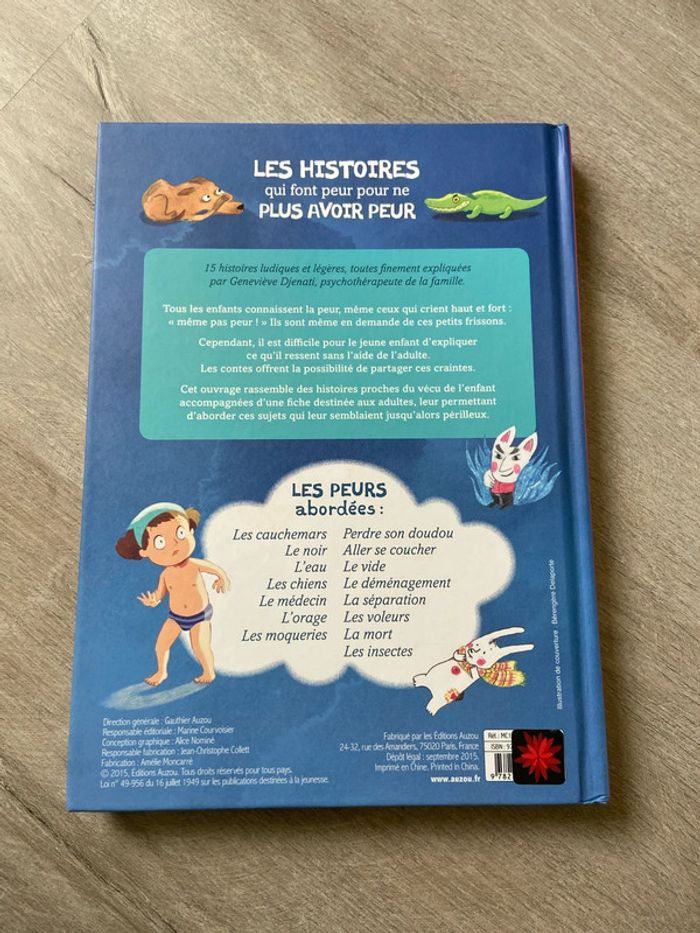 LES HISTOIRES
qui font peur pour ne
PLUS AVOIR PEUR
15 histoires ludiques et légères, toutes finement expliquées
par Geneviève Djenati, psychothérapeute de la famille.
Tous les enfants connaissent la peur, même ceux qui crient haut et fort :
« même pas peur ! » Ils sont même en demande de ces petits frissons.
Cependant, il est difficile pour le jeune enfant d'expliquer
ce qu'il ressent sans l'aide de l'adulte.
Les contes offrent la possibilité de partager ces craintes.
Cet ouvrage rassemble des histoires proches du vécu de l'enfant
accompagnées d'une fiche destinée aux adultes, leur permettant
d'aborder ces sujets qui leur semblaient jusqu'alors périlleux.
LES PEURS
abordées :
Les cauchemars
Le noir
L'eau
Les chiens
Le médecin
L'orage
Les moqueries
Perdre son doudou
Aller se coucher
Le vide
Le déménagement
La séparation
Les voleurs
La mort
Les insectes
Illustration de couverture : Bérengère Delaporte
Direction générale : Gauthier Auzou
Responsable éditoriale : Marine Courvoisier
Conception graphique : Alice Nominé
Responsable fabrication : Jean-Christophe Collett
Fabrication : Amélie Moncarré
© 2015, Éditions Auzou. Tous droits réservés pour tous pays.
Loi n° 49-956 du 16 juillet 1949 sur les publications destinées à la jeunesse.
Fabriqué par les Éditions Auzou
24-32, rue des Amandiers, 75020 Paris, France
Dépôt légal : septembre 2015.
Imprimé en Chine. Printed in China.
www.auzou.fr
Réf.: MC1
ISBN : 97
9 782